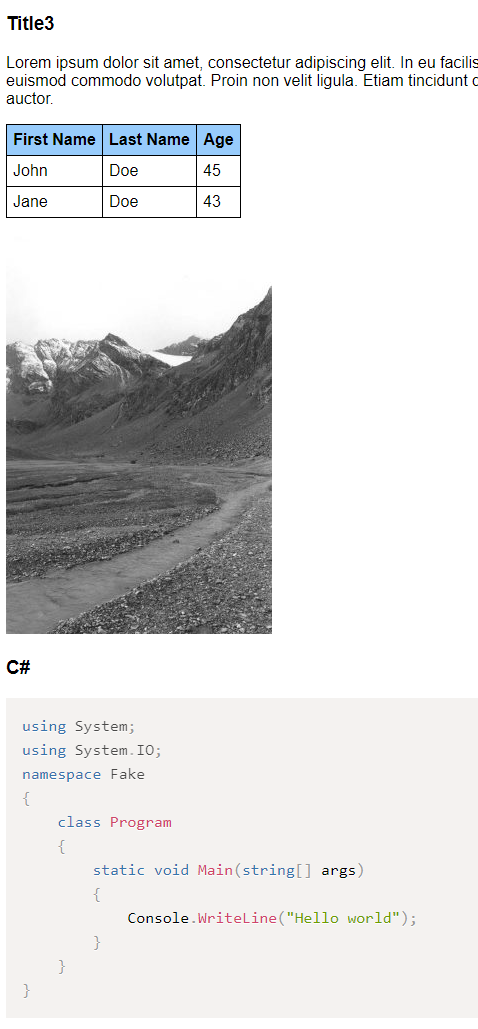 Title3
Lorem ipsum dolor sit amet, consectetur adipiscing elit. In eu
euismod commodo volutpat. Proin non velit ligula. Etiam tincidunt
auctor.
First Name Last Name Age
John Doe 45
Jane Doe 43
C#
using System;
using System.IO;
namespace Fake
{
    class Program
    {
        static void Main(string[] args)
        {
            Console.WriteLine("Hello world");
        }
    }
}